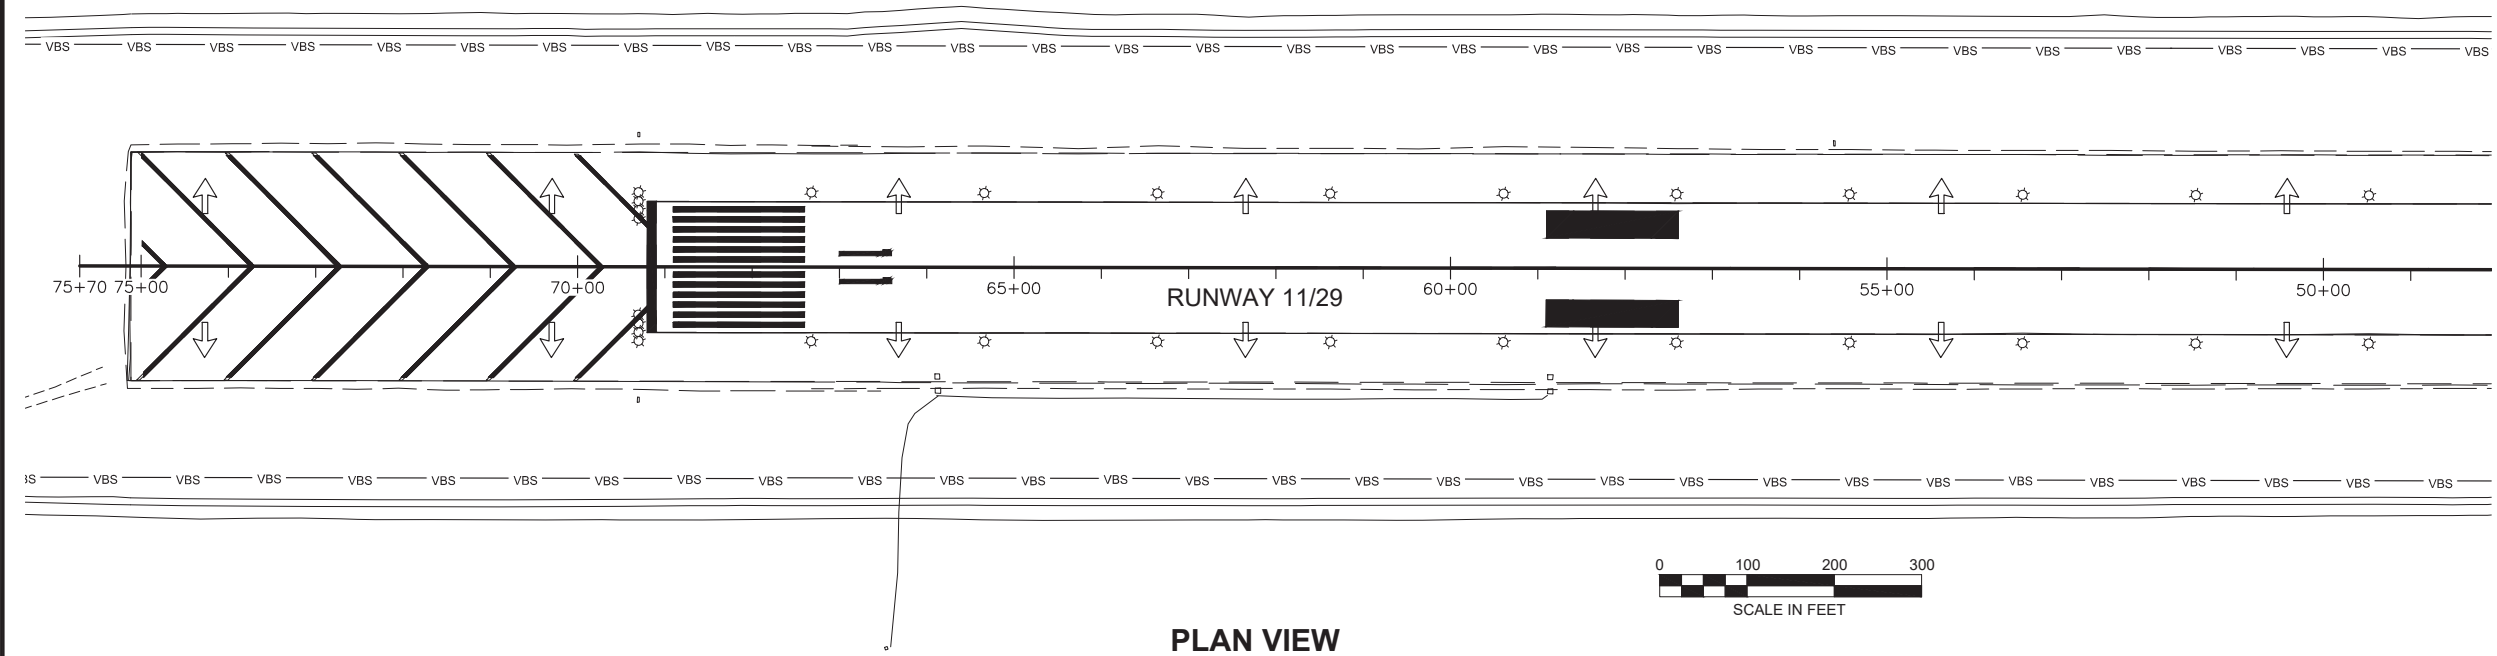 VBS VBS VBS VBS VBS VBS VBS VBS VBS VBS VBS VBS VBS VBS VBS VBS VBS VBS VBS VBS VBS VBS VBS VBS VBS VBS VBS VBS VBS VBS
75+70 75+00 70+00 65+00 60+00 55+00 50+00
RUNWAY 11/29
VBS VBS VBS VBS VBS VBS VBS VBS VBS VBS VBS VBS VBS VBS VBS VBS VBS VBS VBS VBS VBS VBS VBS VBS VBS VBS VBS VBS VBS
0 100 200 300
SCALE IN FEET
PLAN VIEW